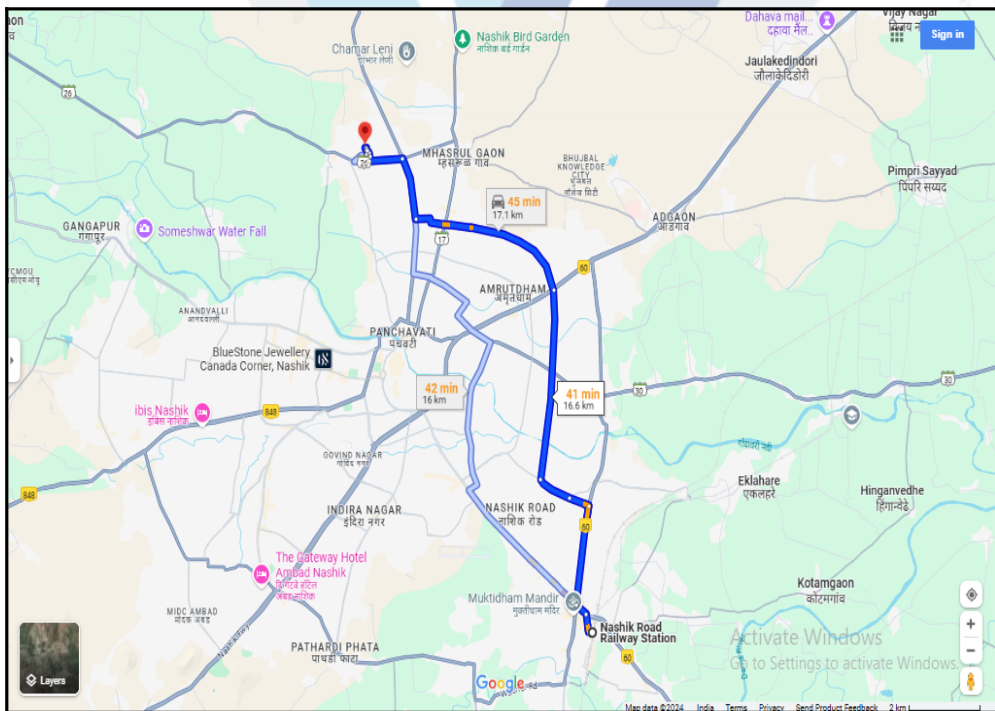 Vijay Nagar
Dahava mail...
दहावा मैल...
Sign in
Nashik Bird Garden
नाशिक बर्ड गार्डन
Chamar Leni
चामार लेणी
Jaulakedindori
जौलाकेदिंडोरी
26
26
MHASRUL GAON
म्हसरूळ गाव
BHUJBAL
KNOWLEDGE
CITY
भुजबळ
नॉलेज सिटी
Pimpri Sayyad
पिंपरि सय्यद
45 min
17.1 km
ADGAON
आडगाव
GANGAPUR
गंगापूर
Someshwar Water Fall
17
60
AMRUTDHAM
अमृतधाम
ANANDVALLI
आनंदवल्ली
PANCHAVATI
पंचवटी
BlueStone Jewellery
Canada Corner, Nashik
42 min
16 km
41 min
16.6 km
30
30
ibis Nashik
848
GOVIND NAGAR
गोविंद नगर
Eklahare
एकलहरे
Hinganvedhe
हिंगणवेढे
848
NASHIK ROAD
नाशिक रोड
INDIRA NAGAR
इंदिरा नगर
60
The Gateway Hotel
Ambad Nashik
Kotamgaon
कोटमगांव
Muktidham Mandir
मुक्तीधाम मंदिर
MIDC AMBAD
Nashik Road
Railway Station
PATHARDI PHATA
पाथर्डी फाटा
60
Activate Windows
Go to Settings to activate Windows.
Layers
Google
Map data ©2024 India Terms Privacy Send Product Feedback 2 km